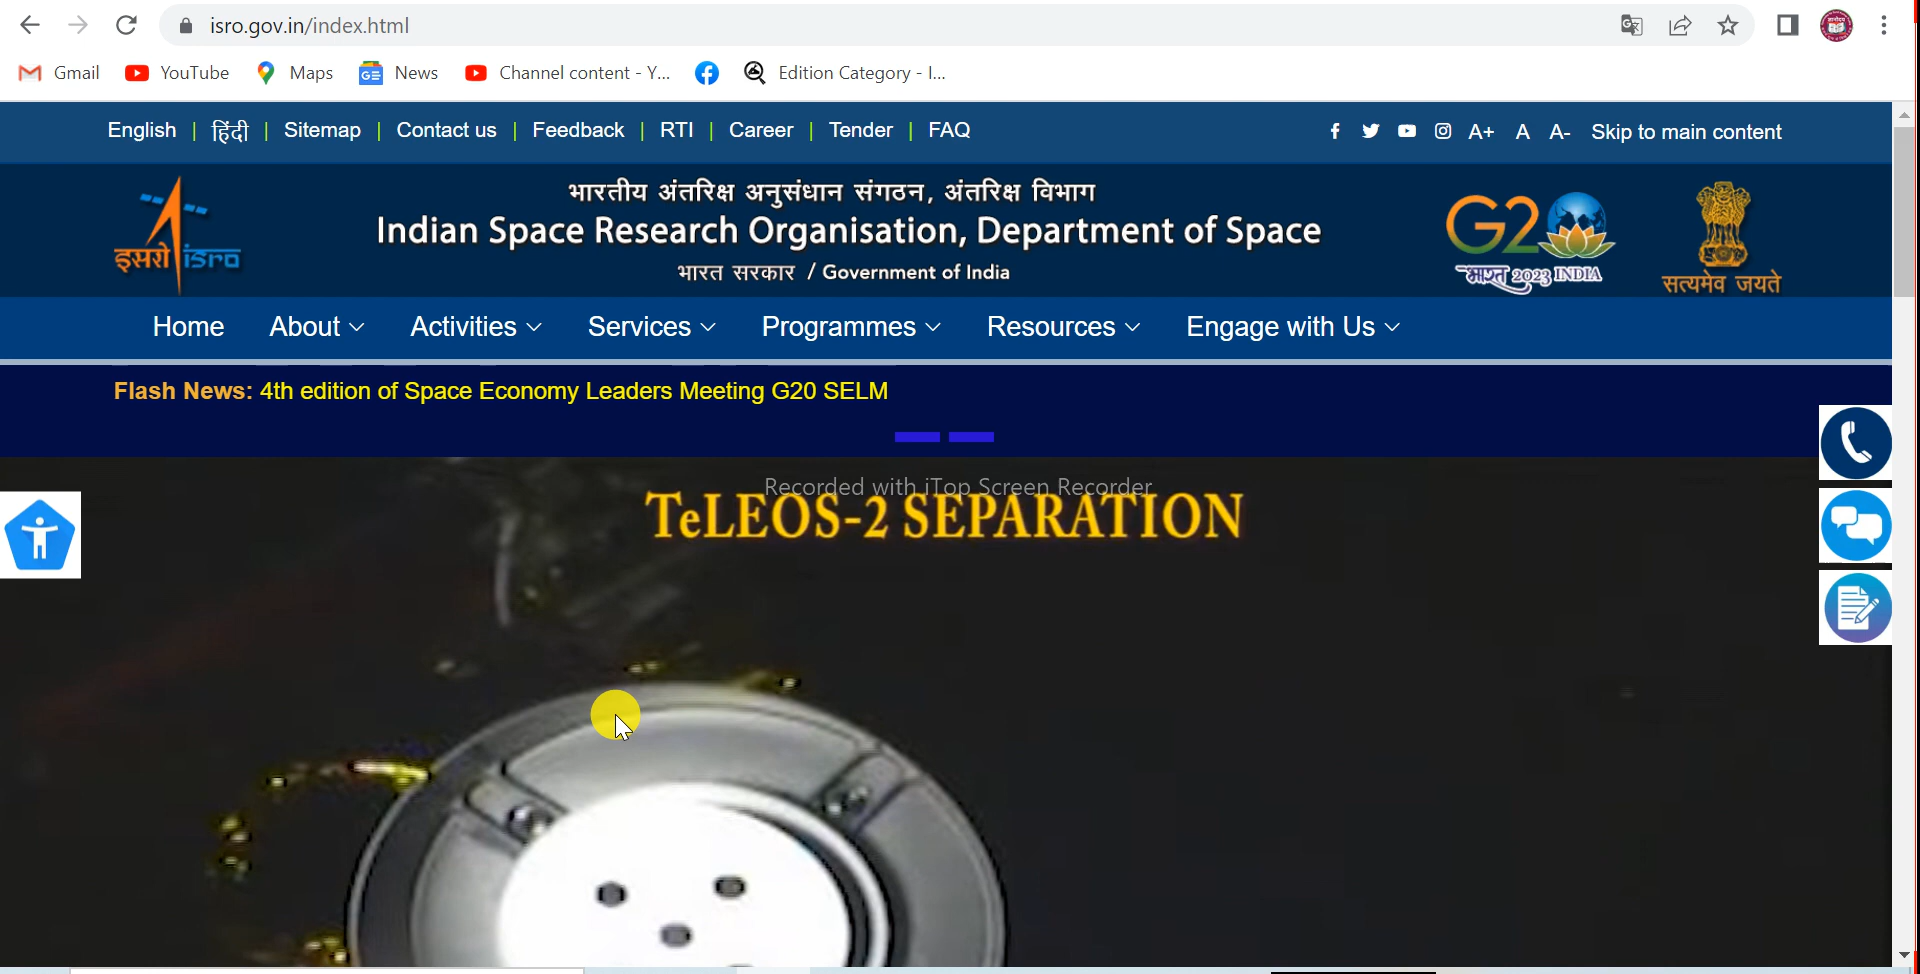 isro.gov.in/index.html
Gmail YouTube Maps News Channel content - Y... Edition Category - I...
English | हिंदी | Sitemap | Contact us | Feedback | RTI | Career | Tender | FAQ A+ A A- Skip to main content
भारतीय अंतरिक्ष अनुसंधान संगठन, अंतरिक्ष विभाग
Indian Space Research Organisation, Department of Space
भारत सरकार / Government of India
इसरो isro
G20
भारत 2023 INDIA
सत्यमेव जयते
Home About Activities Services Programmes Resources Engage with Us
Flash News: 4th edition of Space Economy Leaders Meeting G20 SELM
Recorded with iTop Screen Recorder
TeLEOS-2 SEPARATION